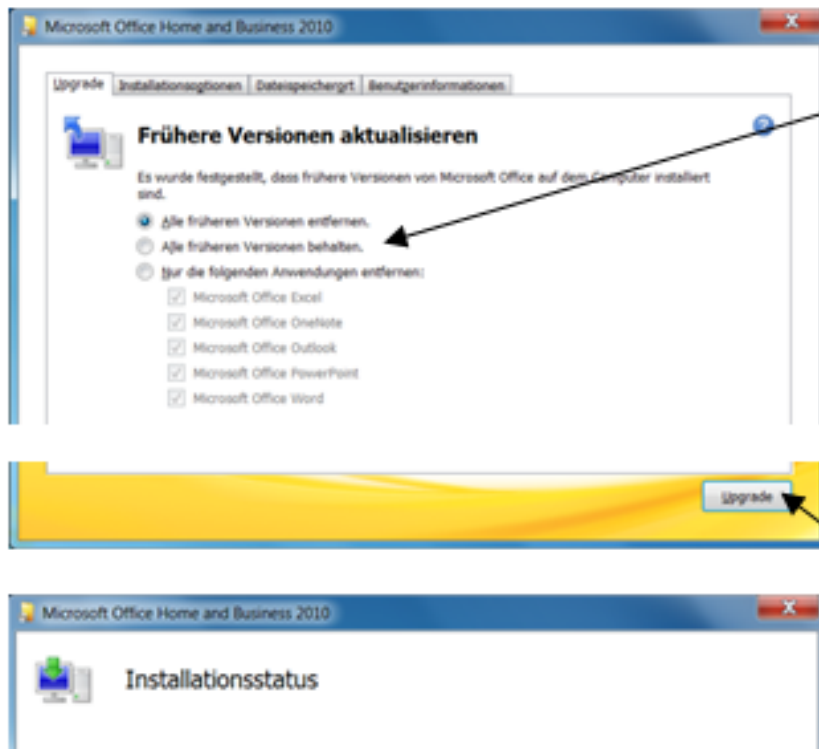 Microsoft Office Home and Business 2010
Upgrade Installationsoptionen Dateispeicherort Benutzerinformationen
Frühere Versionen aktualisieren
Es wurde festgestellt, dass frühere Versionen von Microsoft Office auf dem Computer installiert
sind.
Alle früheren Versionen entfernen.
Alle früheren Versionen behalten.
Nur die folgenden Anwendungen entfernen:
Microsoft Office Excel
Microsoft Office OneNote
Microsoft Office Outlook
Microsoft Office PowerPoint
Microsoft Office Word
Upgrade
Microsoft Office Home and Business 2010
Installationsstatus